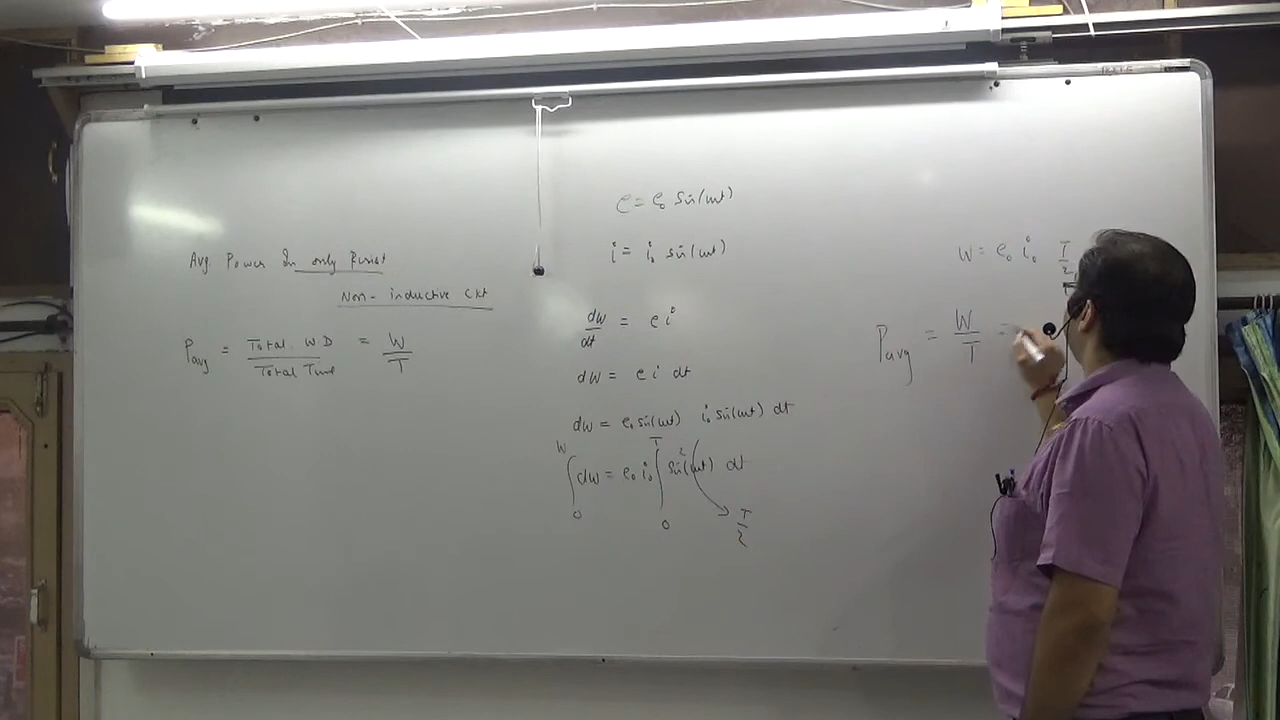 Avg Power In only Resist
Non-inductive ckt
Pavg = Total WD / Total Time = W / T
e = e₀ sin(ωt)
i = i₀ sin(ωt)
dw/dt = e i
dw = e i dt
dw = e₀ sin(ωt) i₀ sin(ωt) dt
∫₀ᵂ dw = e₀ i₀ ∫₀ᵀ sin²(ωt) dt
T/2
W = e₀ i₀ T/2
Pavg = W / T =